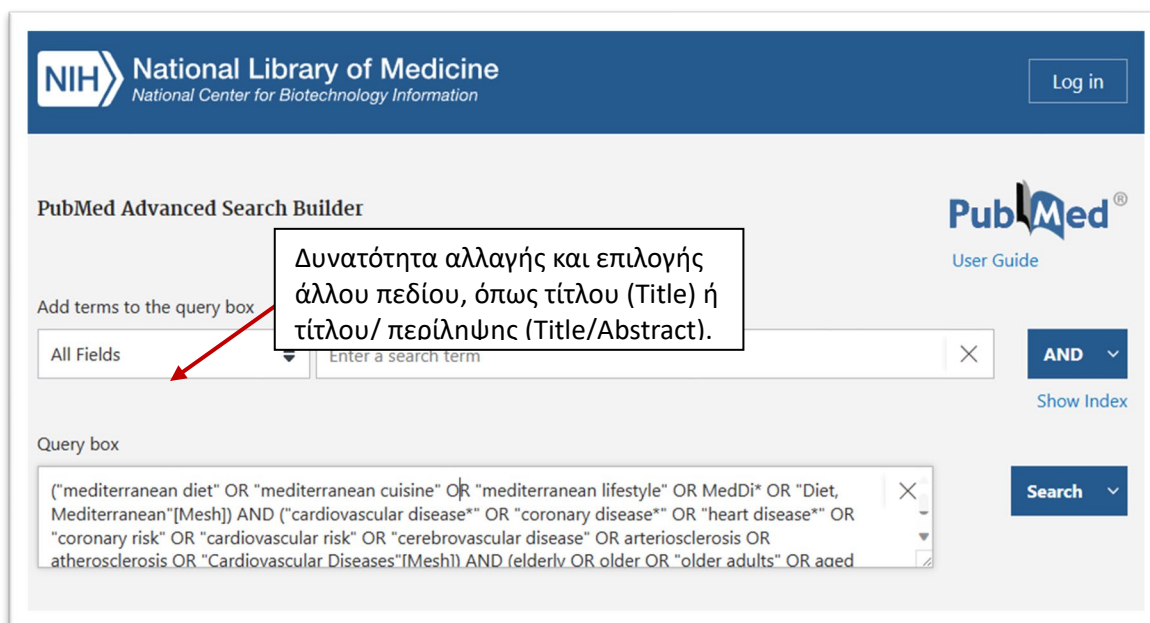 NIH National Library of Medicine
National Center for Biotechnology Information
Log in
PubMed Advanced Search Builder
PubMed®
User Guide
Δυνατότητα αλλαγής και επιλογής
άλλου πεδίου, όπως τίτλου (Title) ή
τίτλου/ περίληψης (Title/Abstract).
Add terms to the query box
All Fields
Enter a search term
AND
Show Index
Query box
("mediterranean diet" OR "mediterranean cuisine" OR "mediterranean lifestyle" OR MedDi* OR "Diet,
Mediterranean"[Mesh]) AND ("cardiovascular disease*" OR "coronary disease*" OR "heart disease*" OR
"coronary risk" OR "cardiovascular risk" OR "cerebrovascular disease" OR arteriosclerosis OR
atherosclerosis OR "Cardiovascular Diseases"[Mesh]) AND (elderly OR older OR "older adults" OR aged
Search